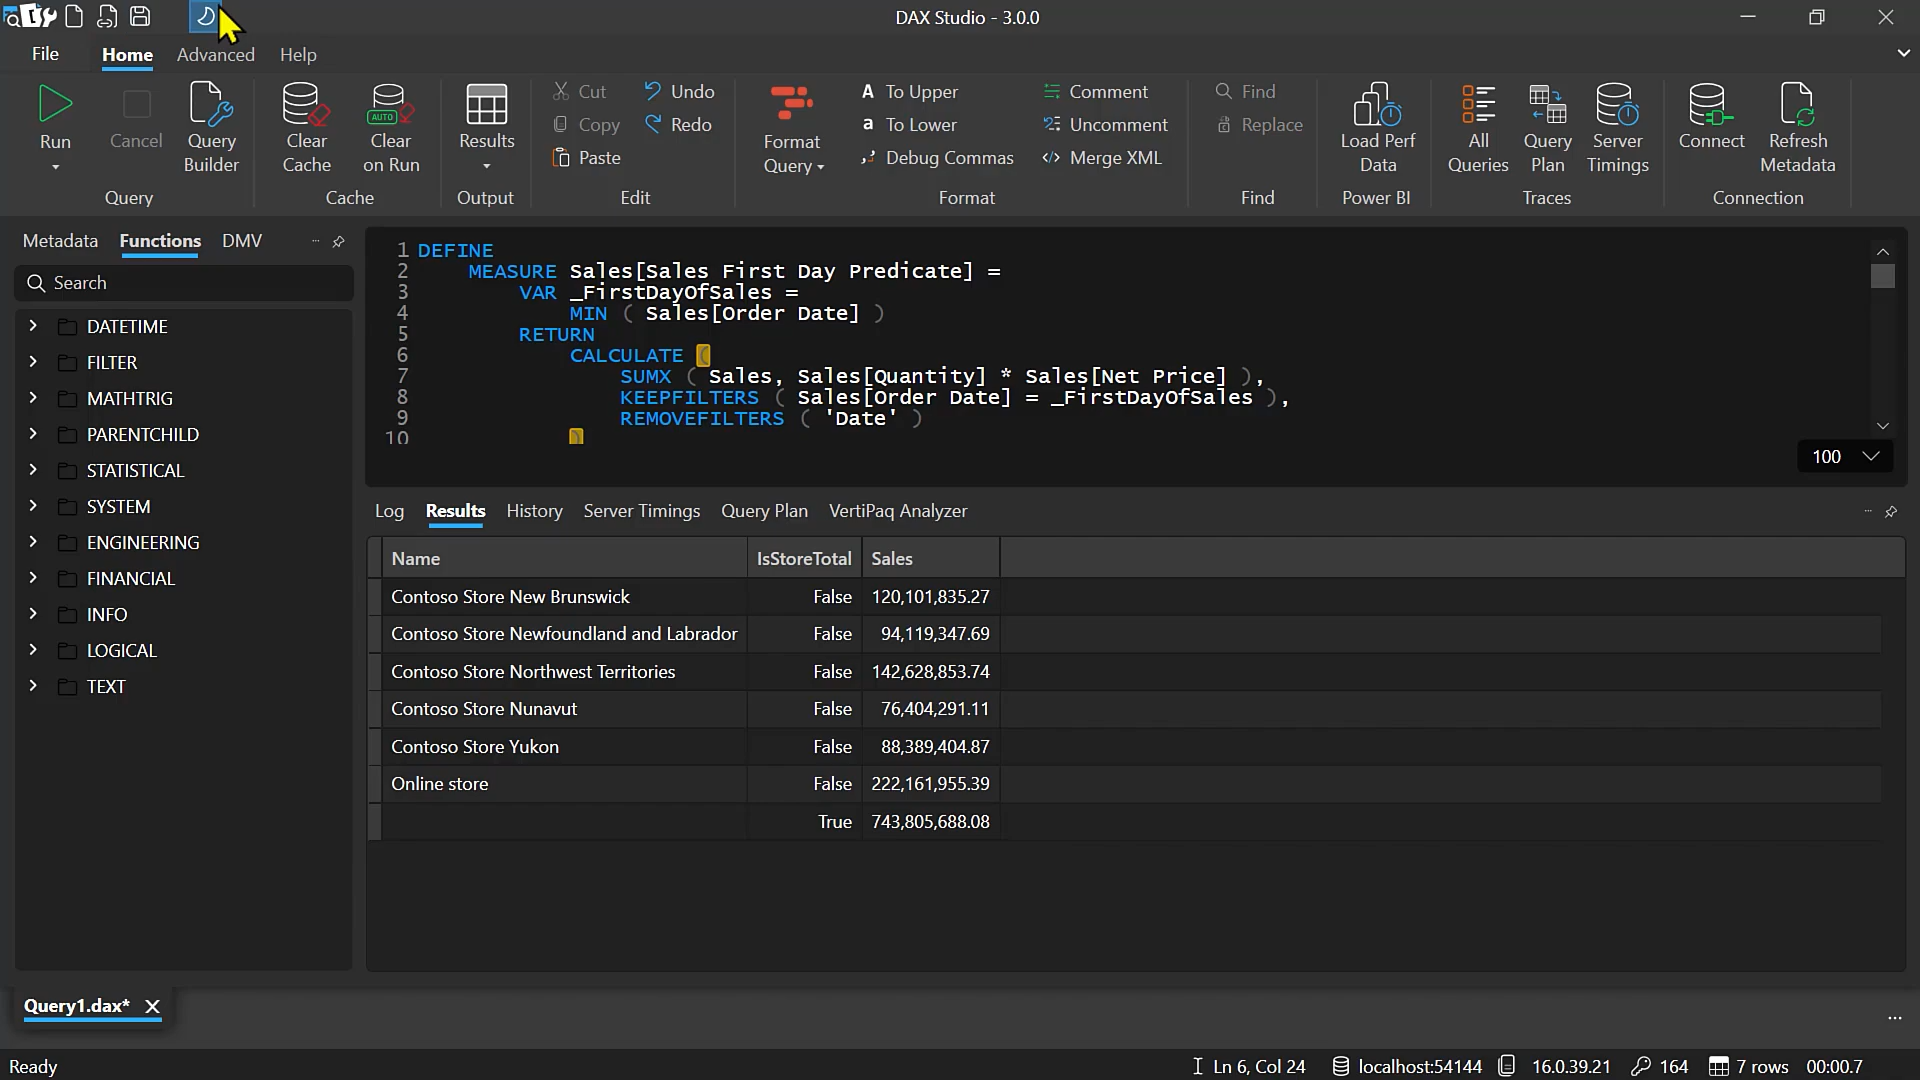 DAX Studio - 3.0.0
File Home Advanced Help
Run
Cancel
Query Builder
Query
Clear Cache
AUTO
Clear on Run
Cache
Results
Output
Cut
Copy
Paste
Undo
Redo
Edit
Format Query
A To Upper
a To Lower
Debug Commas
Comment
Uncomment
Merge XML
Format
Find
Replace
Find
Load Perf Data
Power BI
All Queries
Query Plan
Server Timings
Traces
Connect
Refresh Metadata
Connection
Metadata Functions DMV
Search
DATETIME
FILTER
MATHTRIG
PARENTCHILD
STATISTICAL
SYSTEM
ENGINEERING
FINANCIAL
INFO
LOGICAL
TEXT
1 DEFINE
2 MEASURE Sales[Sales First Day Predicate] =
3 VAR _FirstDayOfSales =
4 MIN ( Sales[Order Date] )
5 RETURN
6 CALCULATE (
7 SUMX ( Sales, Sales[Quantity] * Sales[Net Price] ),
8 KEEPFILTERS ( Sales[Order Date] = _FirstDayOfSales ),
9 REMOVEFILTERS ( 'Date' )
10 )
100
Log Results History Server Timings Query Plan VertiPaq Analyzer
Name IsStoreTotal Sales
Contoso Store New Brunswick False 120,101,835.27
Contoso Store Newfoundland and Labrador False 94,119,347.69
Contoso Store Northwest Territories False 142,628,853.74
Contoso Store Nunavut False 76,404,291.11
Contoso Store Yukon False 88,389,404.87
Online store False 222,161,955.39
True 743,805,688.08
Query1.dax*
Ready Ln 6, Col 24 localhost:54144 16.0.39.21 164 7 rows 00:00.7